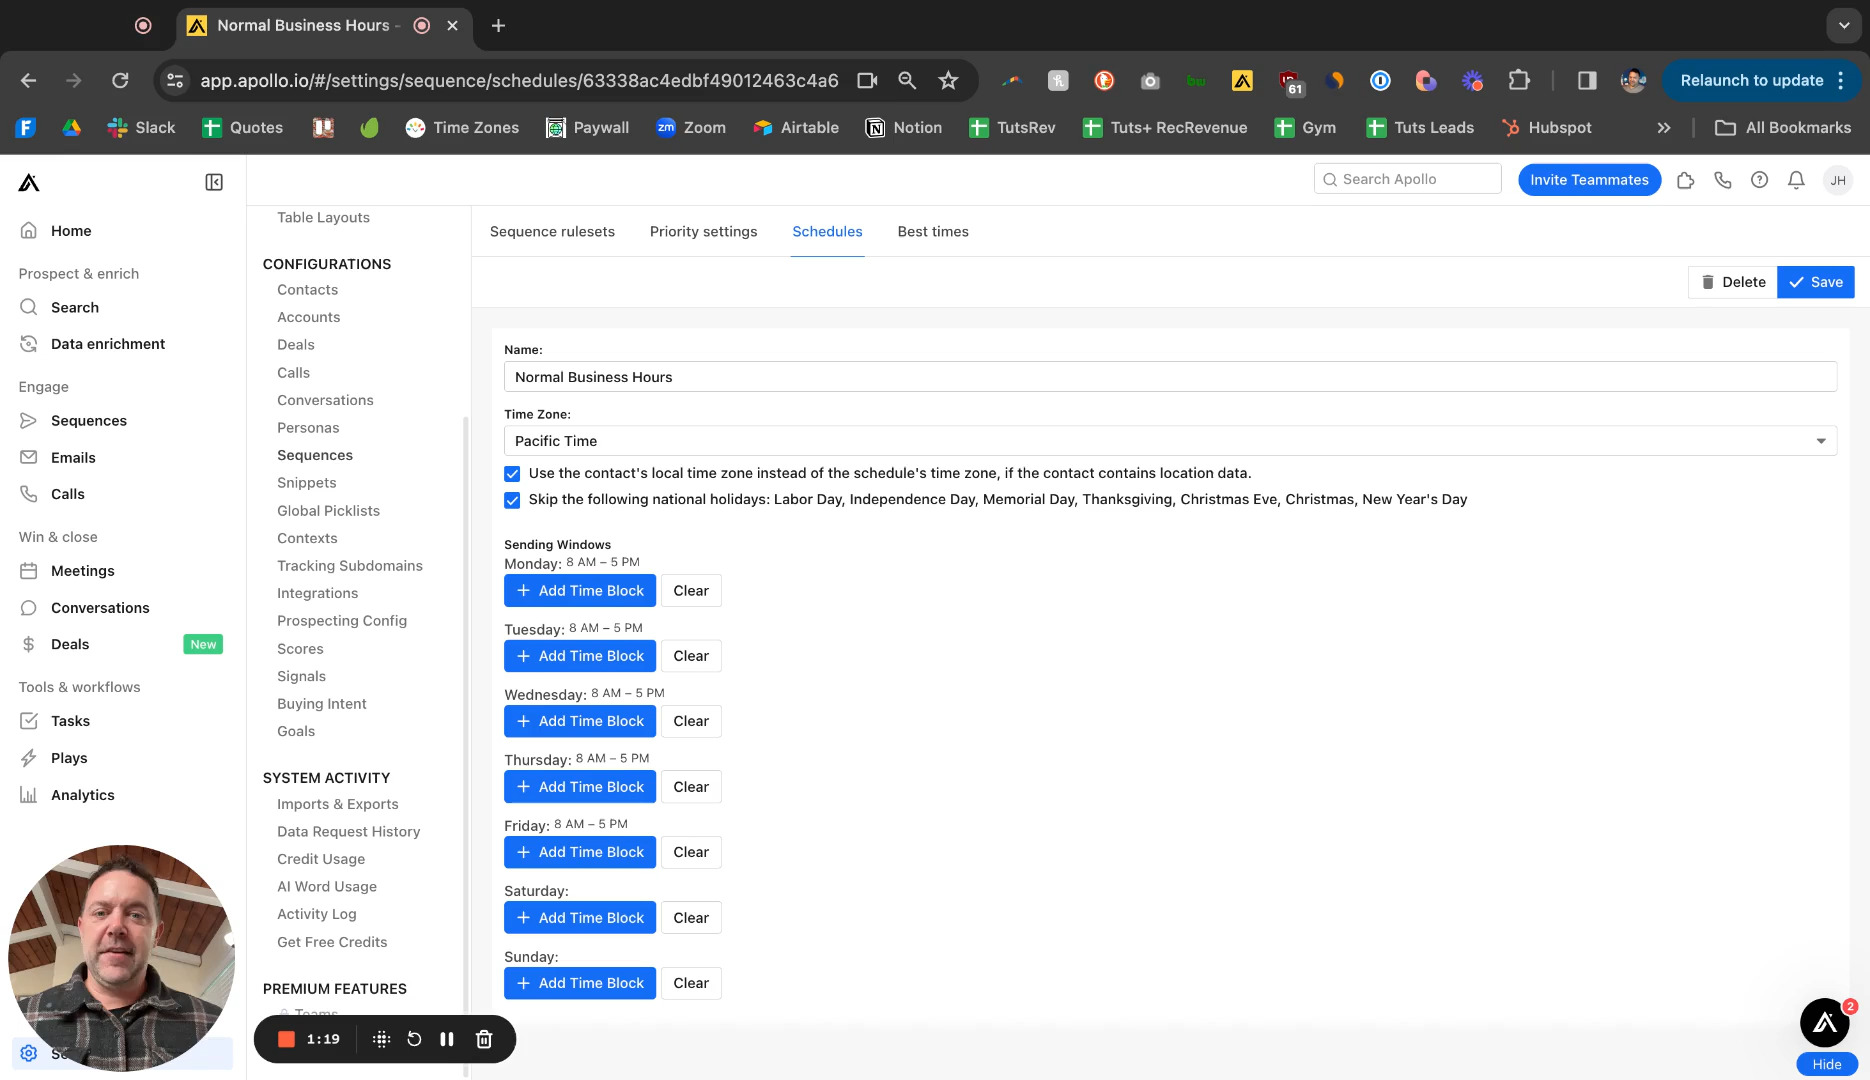 Normal Business Hours -
app.apollo.io/#/settings/sequence/schedules/63338ac4edbf49012463c4a6
61
Relaunch to update
Slack
Quotes
Time Zones
Paywall
zm Zoom
Airtable
Notion
TutsRev
Tuts+ RecRevenue
Gym
Tuts Leads
Hubspot
All Bookmarks
Search Apollo
Invite Teammates
JH
Home
Prospect & enrich
Search
Data enrichment
Engage
Sequences
Emails
Calls
Win & close
Meetings
Conversations
Deals New
Tools & workflows
Tasks
Plays
Analytics
Table Layouts
CONFIGURATIONS
Contacts
Accounts
Deals
Calls
Conversations
Personas
Sequences
Snippets
Global Picklists
Contexts
Tracking Subdomains
Integrations
Prospecting Config
Scores
Signals
Buying Intent
Goals
SYSTEM ACTIVITY
Imports & Exports
Data Request History
Credit Usage
AI Word Usage
Activity Log
Get Free Credits
PREMIUM FEATURES
Teams
1:19
Sequence rulesets
Priority settings
Schedules
Best times
Delete
Save
Name:
Normal Business Hours
Time Zone:
Pacific Time
Use the contact's local time zone instead of the schedule's time zone, if the contact contains location data.
Skip the following national holidays: Labor Day, Independence Day, Memorial Day, Thanksgiving, Christmas Eve, Christmas, New Year's Day
Sending Windows
Monday: 8 AM – 5 PM
+ Add Time Block Clear
Tuesday: 8 AM – 5 PM
+ Add Time Block Clear
Wednesday: 8 AM – 5 PM
+ Add Time Block Clear
Thursday: 8 AM – 5 PM
+ Add Time Block Clear
Friday: 8 AM – 5 PM
+ Add Time Block Clear
Saturday:
+ Add Time Block Clear
Sunday:
+ Add Time Block Clear
2
Hide